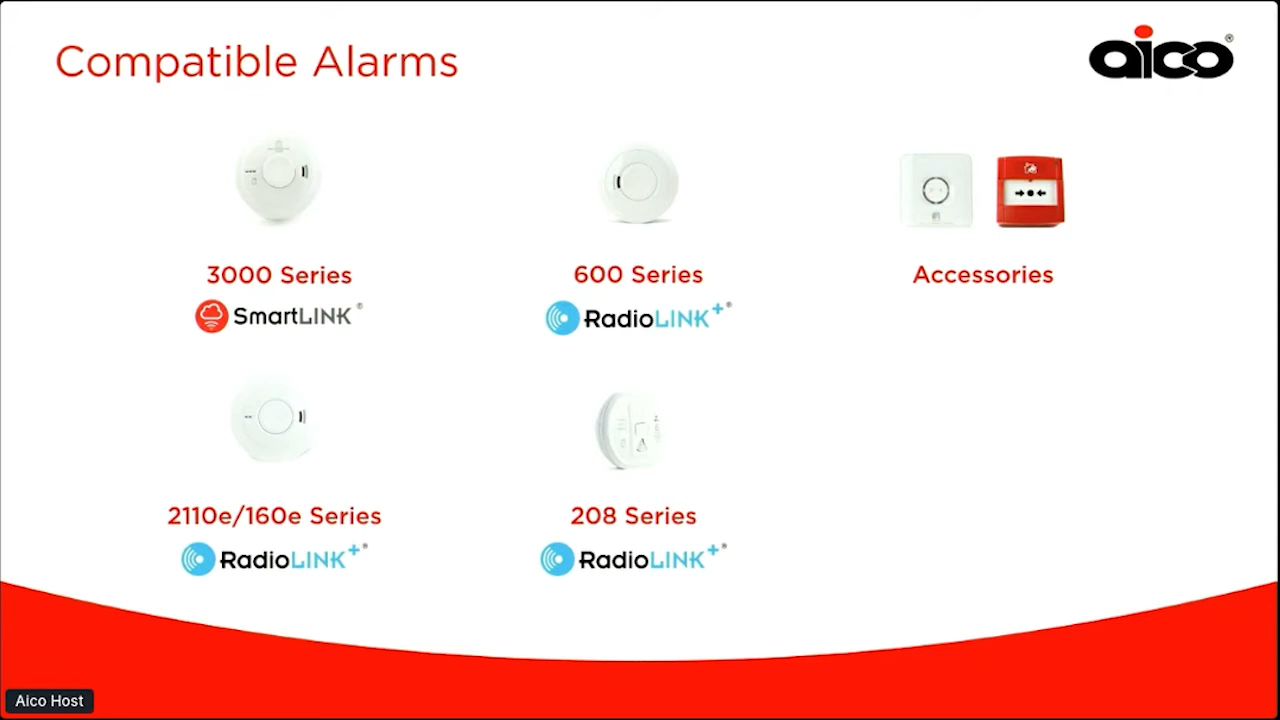 Compatible Alarms
aico®
3000 Series
SmartLINK®
600 Series
RadioLINK+®
Accessories
2110e/160e Series
RadioLINK+®
208 Series
RadioLINK+®
Aico Host